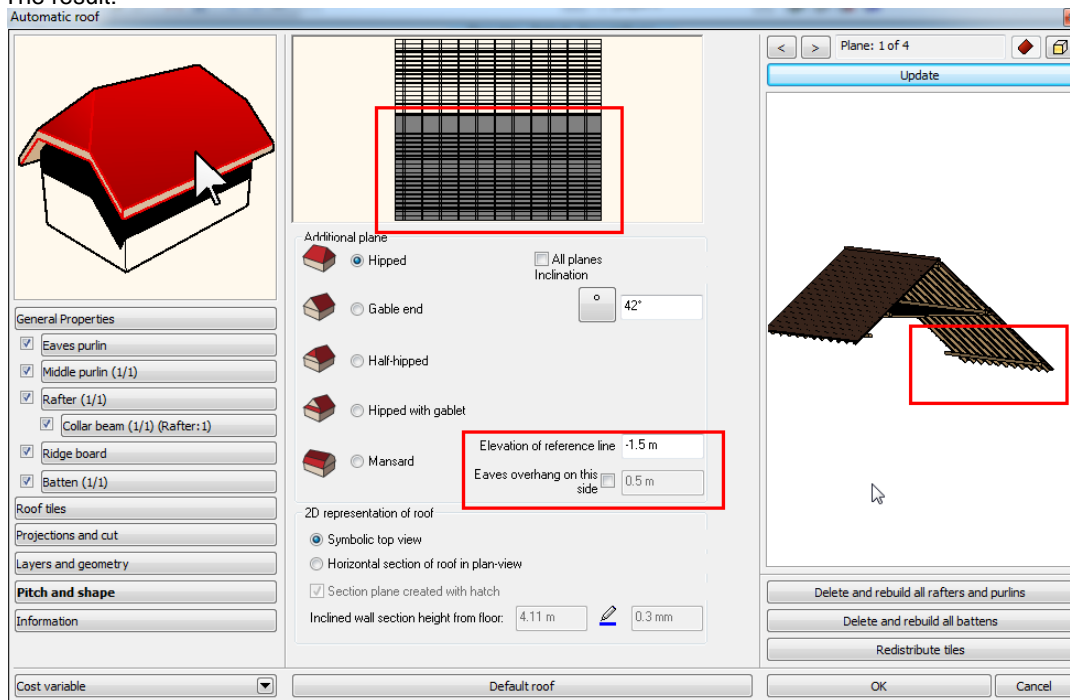 The result:
Automatic roof
< > Plane: 1 of 4
Update
General Properties
Eaves purlin
Middle purlin (1/1)
Rafter (1/1)
Collar beam (1/1) (Rafter:1)
Ridge board
Batten (1/1)
Roof tiles
Projections and cut
Layers and geometry
Pitch and shape
Information
Cost variable
Additional plane
Hipped
All planes
Inclination
Gable end
° 42°
Half-hipped
Hipped with gablet
Mansard
Elevation of reference line -1.5 m
Eaves overhang on this side 0.5 m
2D representation of roof
Symbolic top view
Horizontal section of roof in plan-view
Section plane created with hatch
Inclined wall section height from floor: 4.11 m 0.3 mm
Default roof
Delete and rebuild all rafters and purlins
Delete and rebuild all battens
Redistribute tiles
OK Cancel